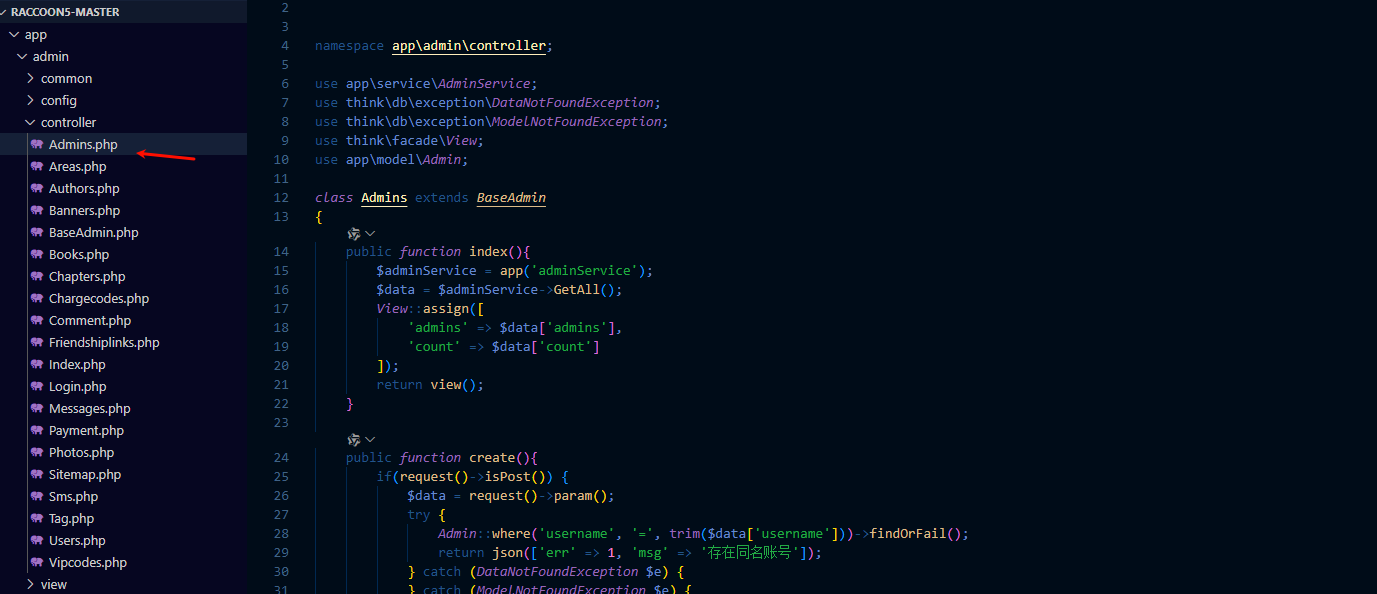 RACCOON5-MASTER
app
admin
common
config
controller
Admins.php
Areas.php
Authors.php
Banners.php
BaseAdmin.php
Books.php
Chapters.php
Chargecodes.php
Comment.php
Friendshiplinks.php
Index.php
Login.php
Messages.php
Payment.php
Photos.php
Sitemap.php
Sms.php
Tag.php
Users.php
Vipcodes.php
view
2
3
4 namespace app\admin\controller;
5
6 use app\service\AdminService;
7 use think\db\exception\DataNotFoundException;
8 use think\db\exception\ModelNotFoundException;
9 use think\facade\View;
10 use app\model\Admin;
11
12 class Admins extends BaseAdmin
13 {
14 public function index(){
15 $adminService = app('adminService');
16 $data = $adminService->GetAll();
17 View::assign([
18 'admins' => $data['admins'],
19 'count' => $data['count']
20 ]);
21 return view();
22 }
23
24 public function create(){
25 if(request()->isPost()) {
26 $data = request()->param();
27 try {
28 Admin::where('username', '=', trim($data['username']))->findOrFail();
29 return json(['err' => 1, 'msg' => '存在同名账号']);
30 } catch (DataNotFoundException $e) {
31 } catch (ModelNotFoundException $e) {